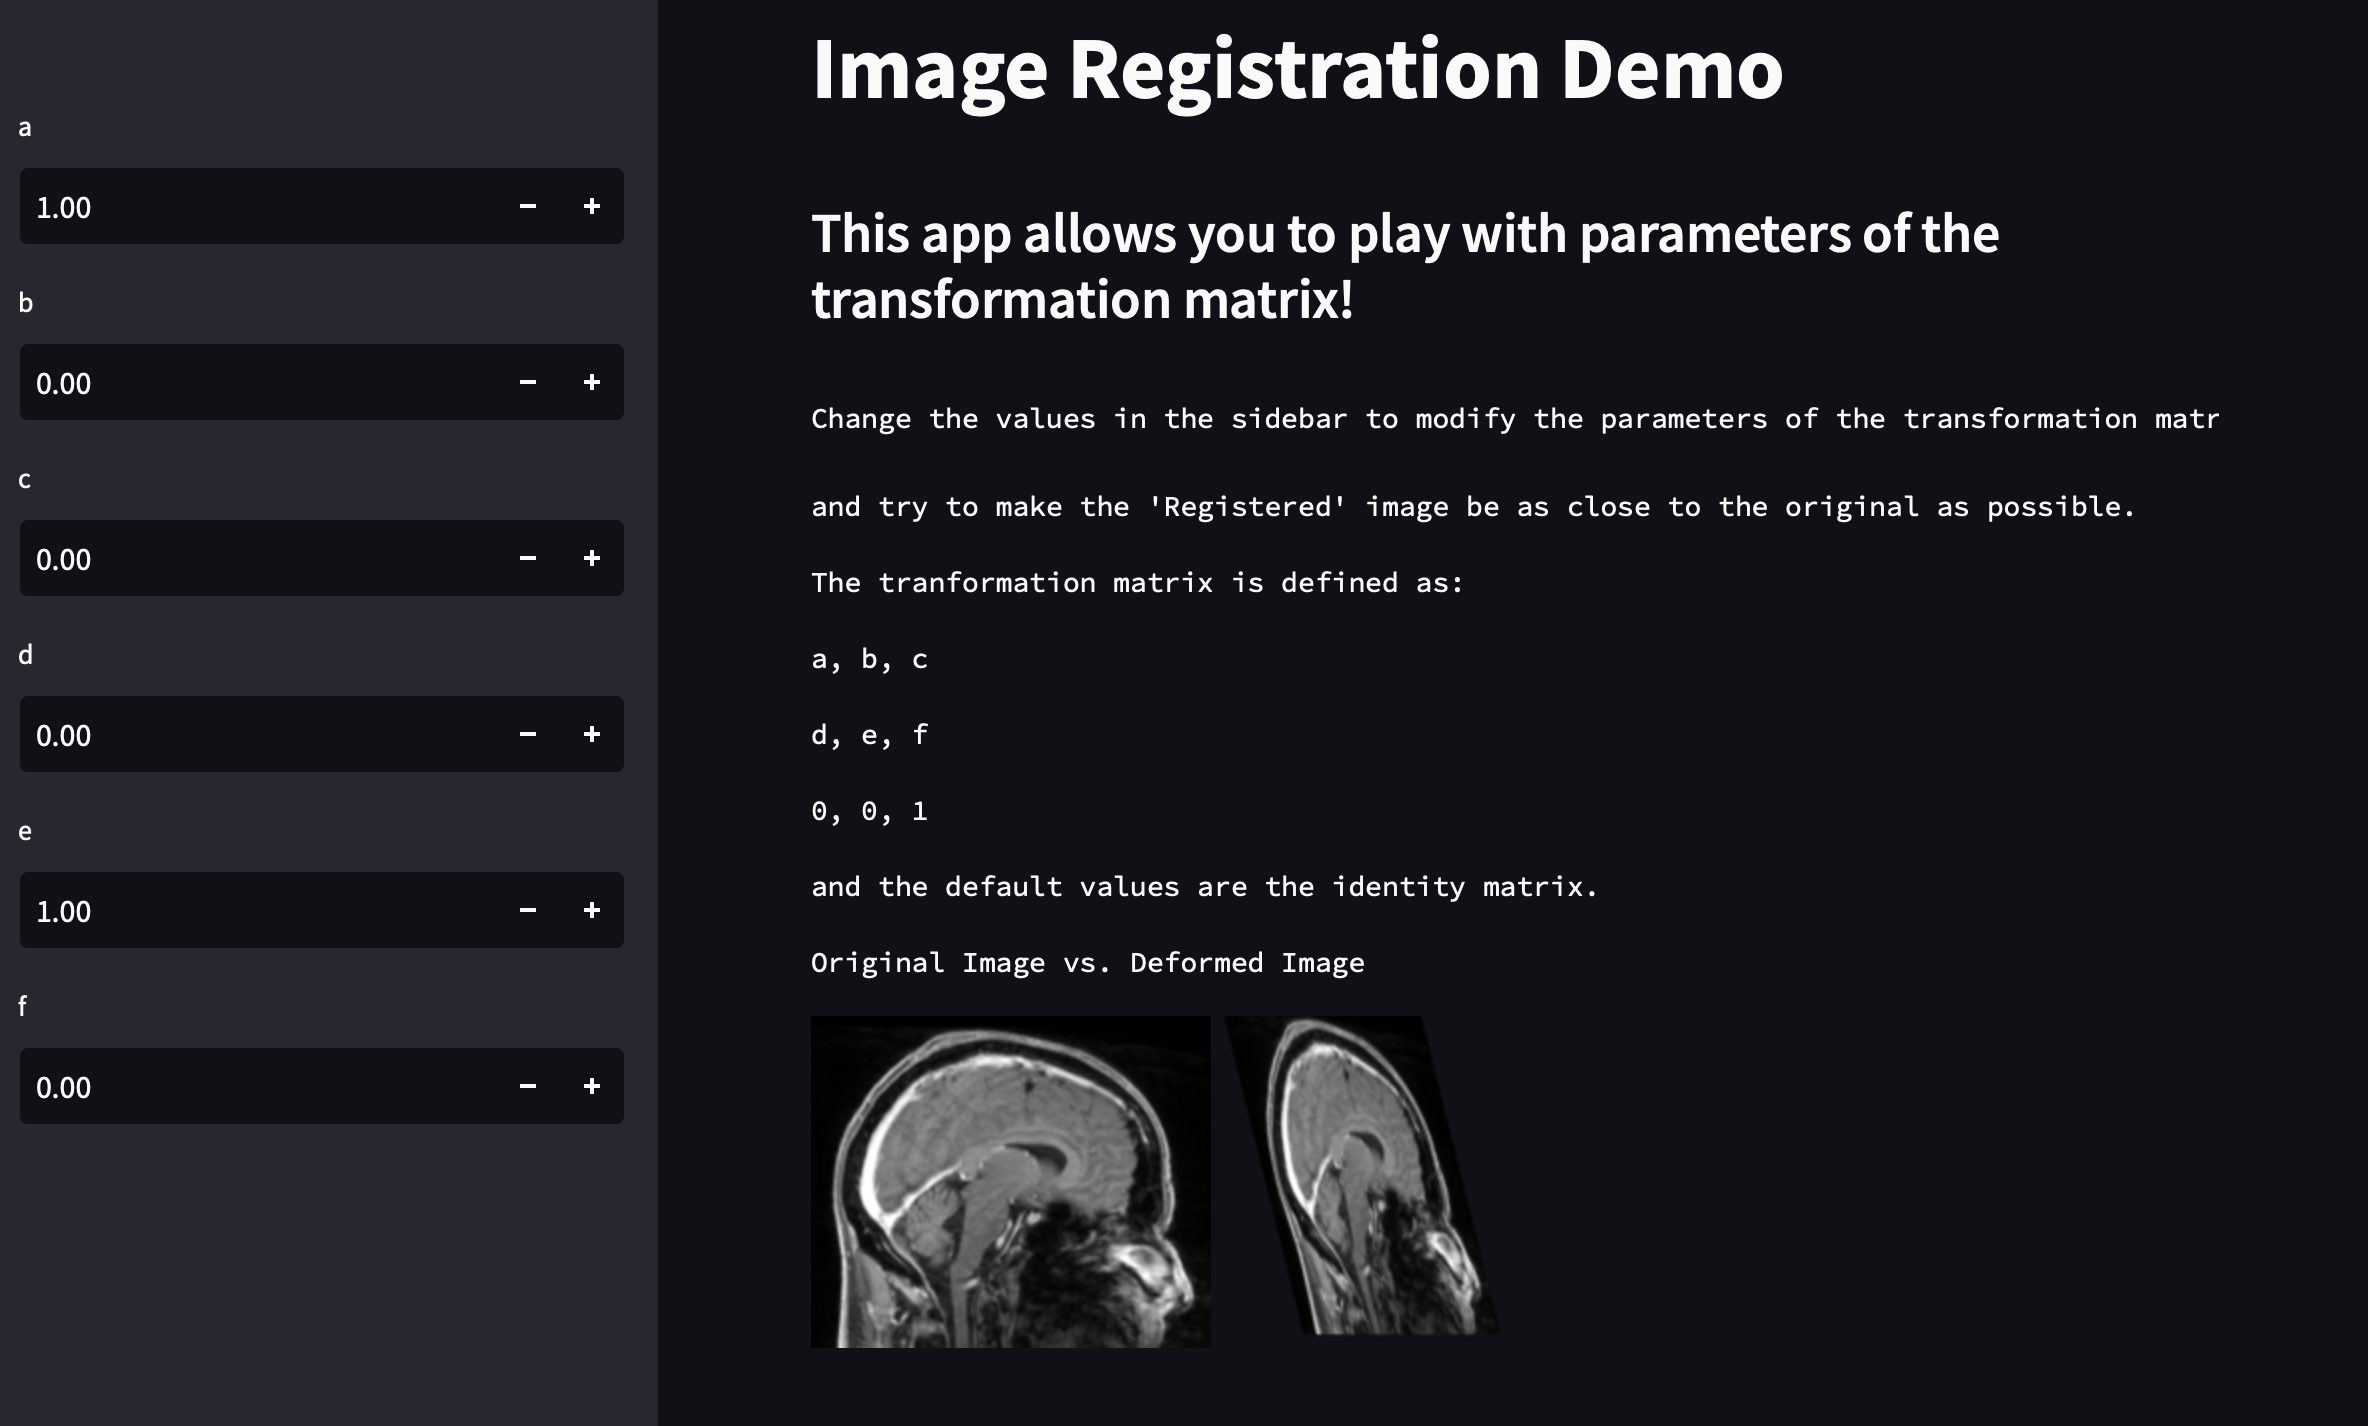 a
1.00 − +
b
0.00 − +
c
0.00 − +
d
0.00 − +
e
1.00 − +
f
0.00 − +
Image Registration Demo
This app allows you to play with parameters of the
transformation matrix!
Change the values in the sidebar to modify the parameters of the transformation matr
and try to make the 'Registered' image be as close to the original as possible.
The tranformation matrix is defined as:
a, b, c
d, e, f
0, 0, 1
and the default values are the identity matrix.
Original Image vs. Deformed Image